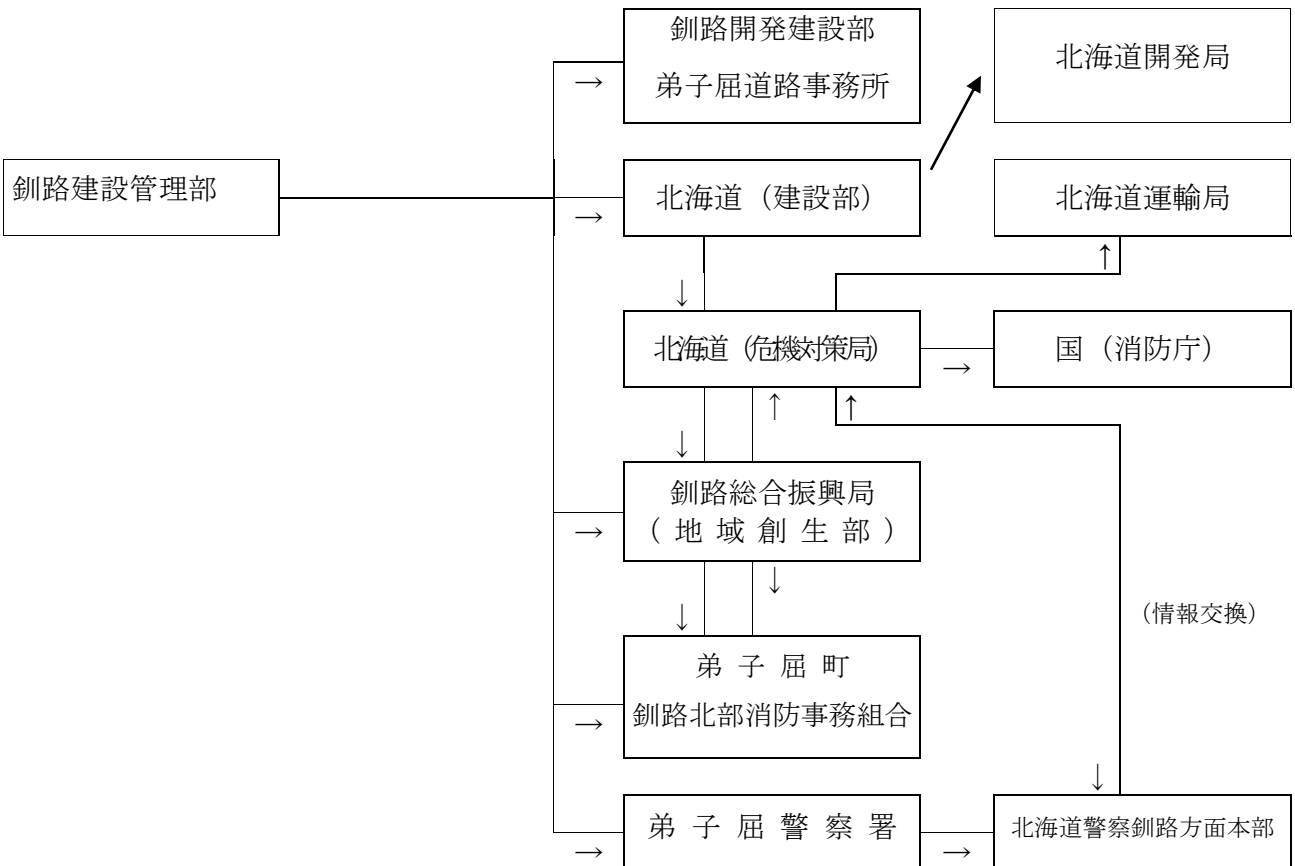 釧路開発建設部
弟子屈道路事務所
北海道開発局
→
釧路建設管理部
北海道（建設部）
北海道運輸局
→
↑
↓
北海道（危機対策局）
国（消防庁）
→
↑
↑
↓
釧路総合振興局
（地域創生部）
→
↓
↓
（情報交換）
弟子屈町
釧路北部消防事務組合
→
↓
弟子屈警察署
北海道警察釧路方面本部
→
→